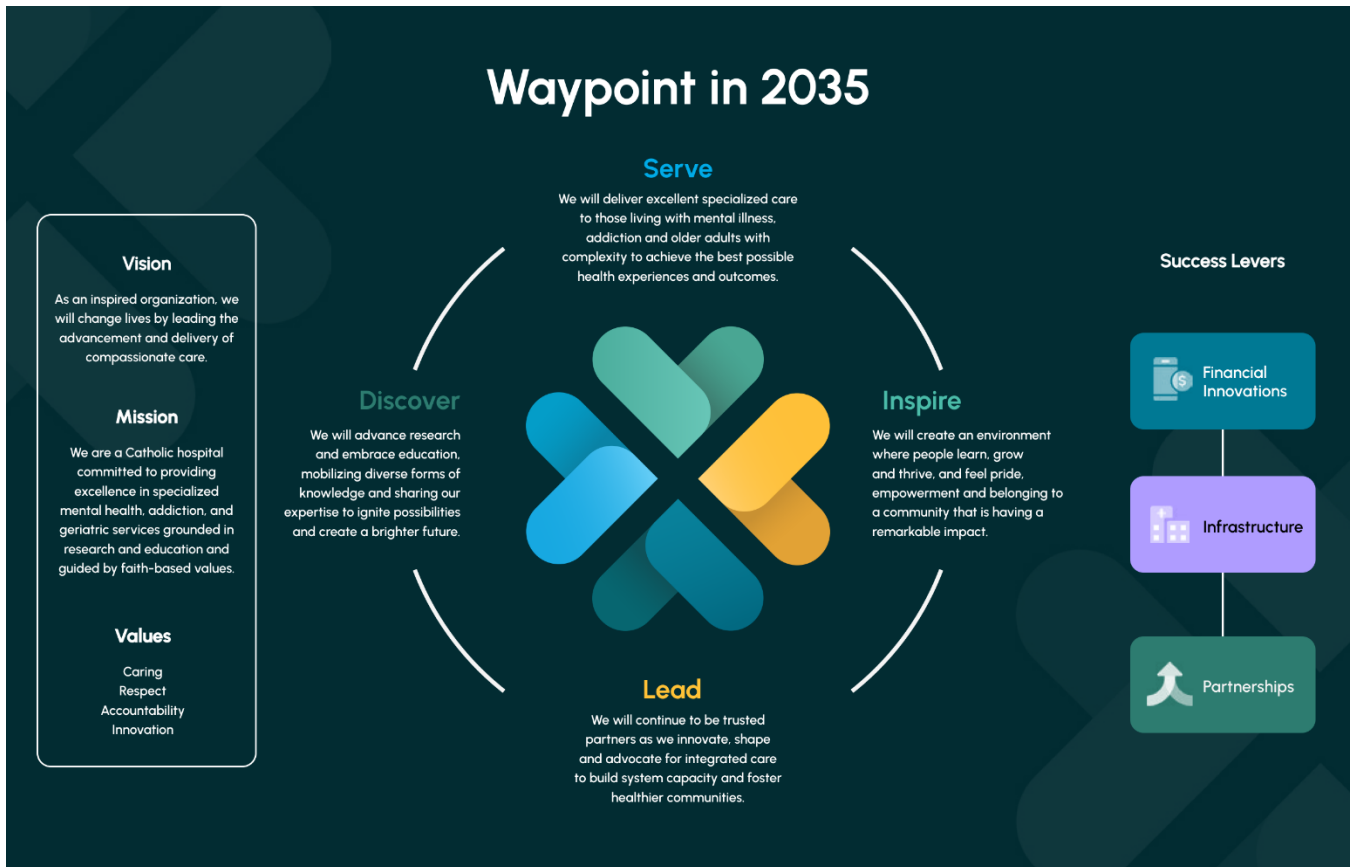 Waypoint in 2035
Vision
As an inspired organization, we
will change lives by leading the
advancement and delivery of
compassionate care.
Mission
We are a Catholic hospital
committed to providing
excellence in specialized
mental health, addiction, and
geriatric services grounded in
research and education and
guided by faith-based values.
Values
Caring
Respect
Accountability
Innovation
Serve
We will deliver excellent specialized care
to those living with mental illness,
addiction and older adults with
complexity to achieve the best possible
health experiences and outcomes.
Discover
We will advance research
and embrace education,
mobilizing diverse forms of
knowledge and sharing our
expertise to ignite possibilities
and create a brighter future.
Inspire
We will create an environment
where people learn, grow
and thrive, and feel pride,
empowerment and belonging to
a community that is having a
remarkable impact.
Lead
We will continue to be trusted
partners as we innovate, shape
and advocate for integrated care
to build system capacity and foster
healthier communities.
Success Levers
$
Financial
Innovations
Infrastructure
Partnerships